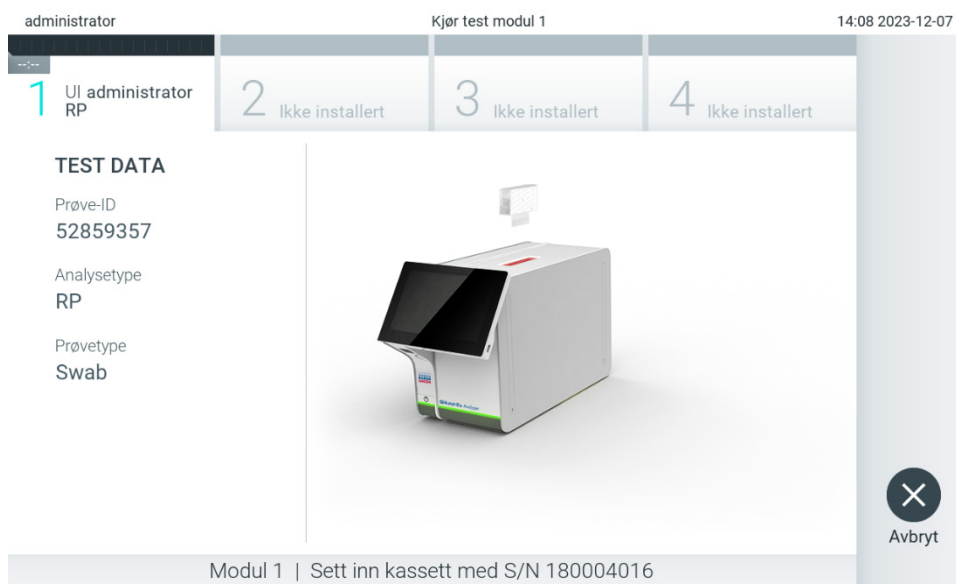 administrator
Kjør test modul 1
14:08 2023-12-07
--:--
1 UI administrator
RP
2 Ikke installert
3 Ikke installert
4 Ikke installert
TEST DATA
Prøve-ID
52859357
Analysetype
RP
Prøvetype
Swab
Avbryt
Modul 1 | Sett inn kassett med S/N 180004016